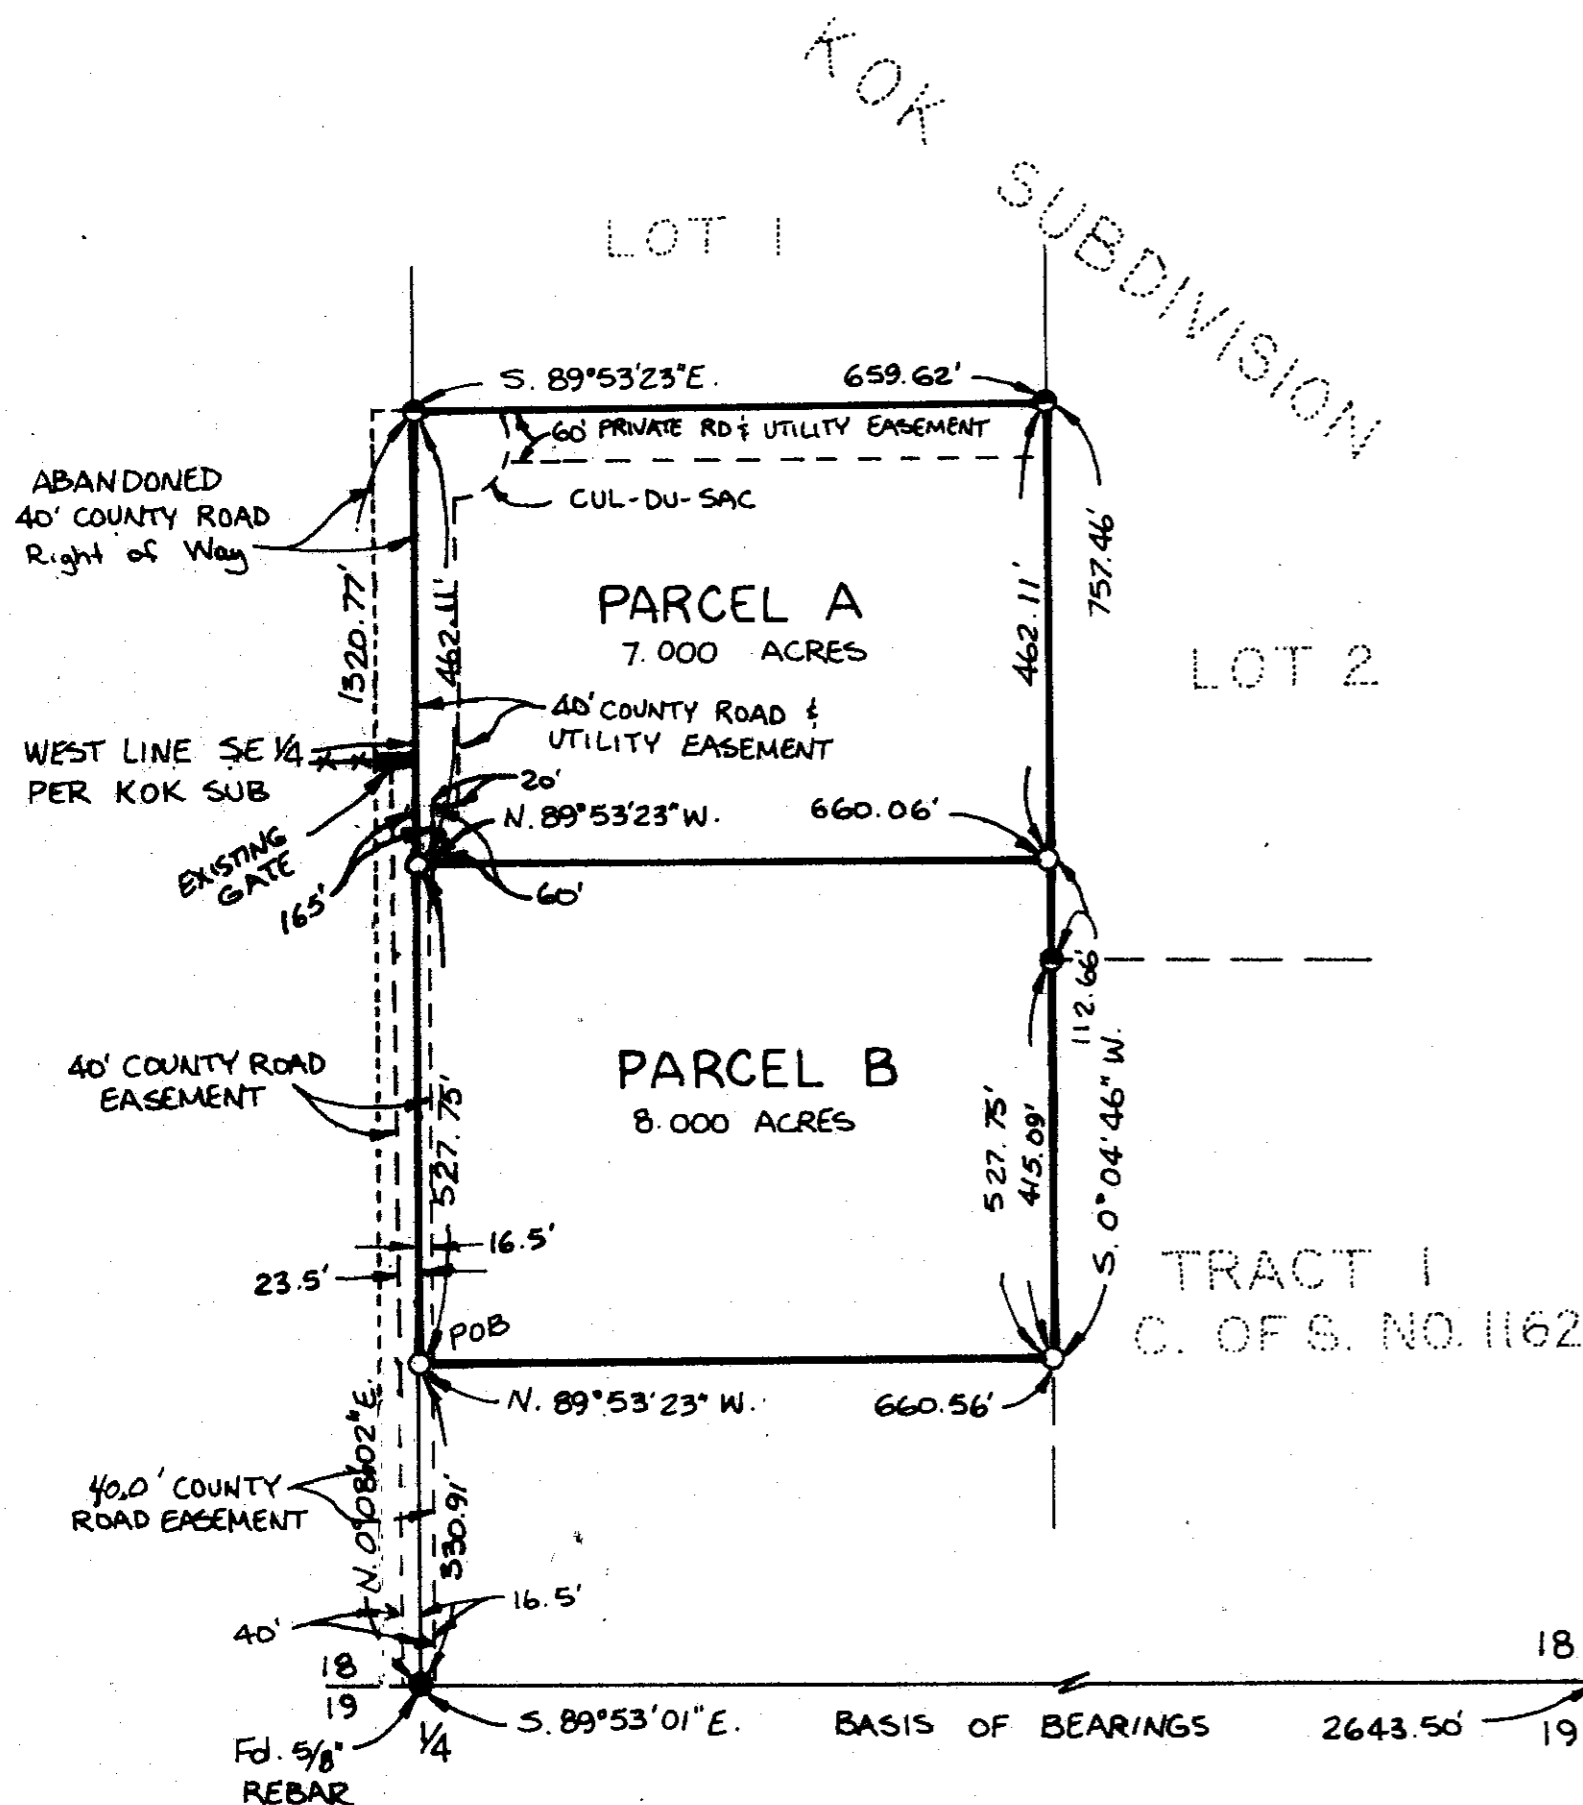 KOK SUBDIVISION
LOT 1
S. 89°53'23"E. 659.62'
60' PRIVATE RD & UTILITY EASEMENT
CUL-DU-SAC
ABANDONED
40' COUNTY ROAD
Right of Way
1320.77'
462.11'
462.11'
757.46'
PARCEL A
7.000 ACRES
LOT 2
40' COUNTY ROAD &
UTILITY EASEMENT
WEST LINE SE 1/4
PER KOK SUB
EXISTING
GATE
20'
N. 89°53'23" W. 660.06'
165'
60'
112.66'
40' COUNTY ROAD
EASEMENT
PARCEL B
8.000 ACRES
527.75'
527.75'
415.09'
S. 0°04'46" W.
16.5'
23.5'
TRACT 1
C. OF S. NO. 1162
POB
N. 89°53'23" W. 660.56'
40.0' COUNTY
ROAD EASEMENT
N. 0°08'02" E.
330.91'
16.5'
40'
18
19
18
19
1/4
S. 89°53'01" E. BASIS OF BEARINGS 2643.50'
Fd. 5/8"
REBAR